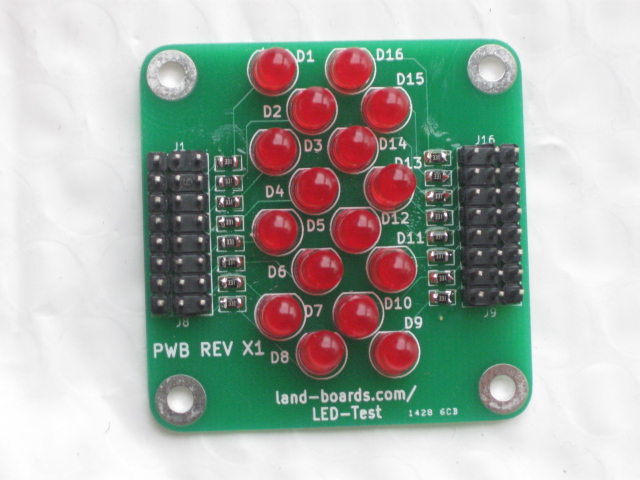 D1
D16
D15
D2
D3
D14
J1
J16
D13
D4
D5
D12
D11
D6
D7
D10
J8
J9
D9
D8
PWB REV X1
land-boards.com/
LED-Test
1428 6CB